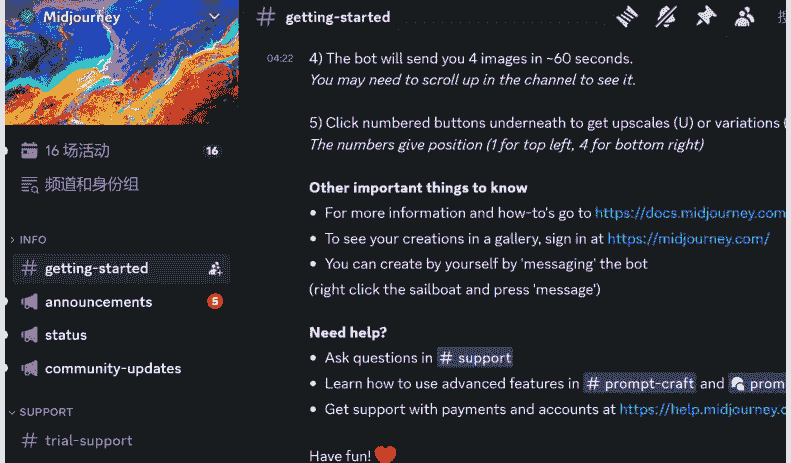 Midjourney
16 场活动
16
频道和身份组
INFO
getting-started
announcements
5
status
community-updates
SUPPORT
trial-support
getting-started
04:22
4) The bot will send you 4 images in ~60 seconds.
You may need to scroll up in the channel to see it.
5) Click numbered buttons underneath to get upscales (U) or variations (
The numbers give position (1 for top left, 4 for bottom right)
Other important things to know
• For more information and how-to's go to https://docs.midjourney.com
• To see your creations in a gallery, sign in at https://midjourney.com/
• You can create by yourself by 'messaging' the bot
(right click the sailboat and press 'message')
Need help?
• Ask questions in # support
• Learn how to use advanced features in # prompt-craft and prom
• Get support with payments and accounts at https://help.midjourney.c
Have fun! ❤️